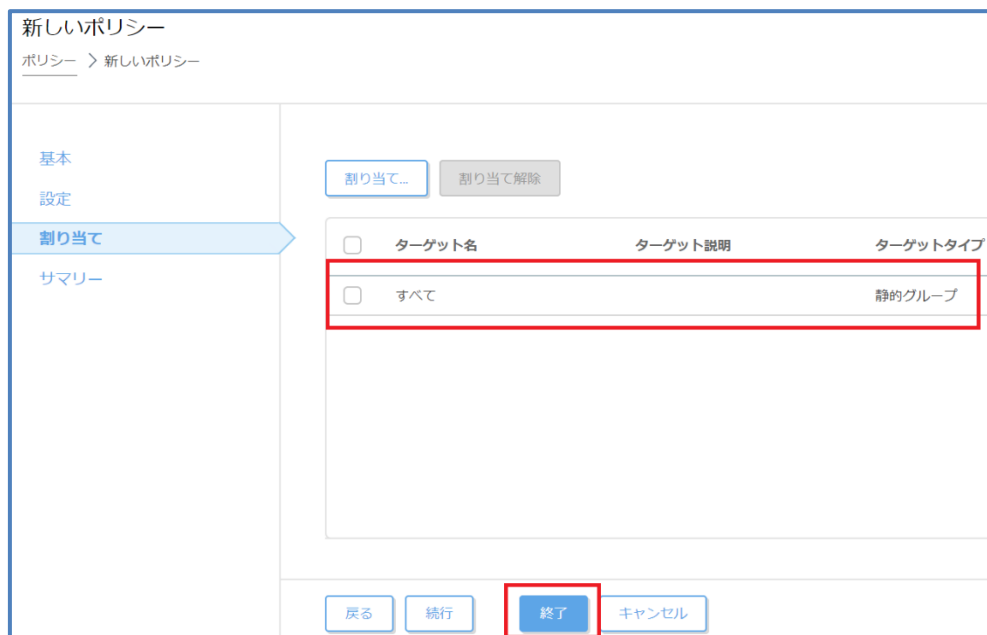 新しいポリシー
ポリシー > 新しいポリシー
基本
設定
割り当て
サマリー
割り当て... 割り当て解除
ターゲット名 ターゲット説明 ターゲットタイプ
すべて 静的グループ
戻る 続行 終了 キャンセル